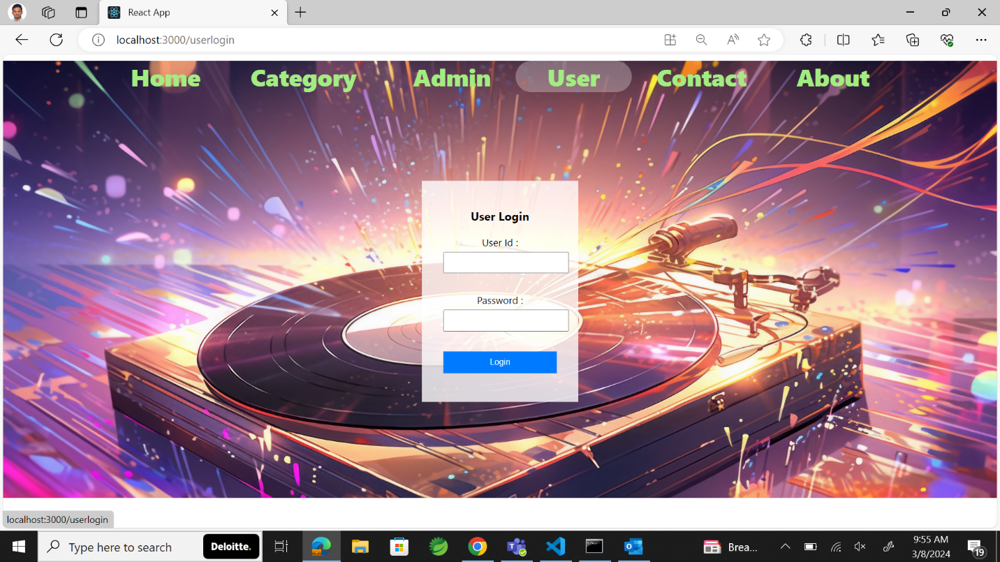 React App
localhost:3000/userlogin
Home Category Admin User Contact About
User Login
User Id :
Password :
Login
localhost:3000/userlogin
Type here to search Deloitte.
Brea...
9:55 AM
3/8/2024
19